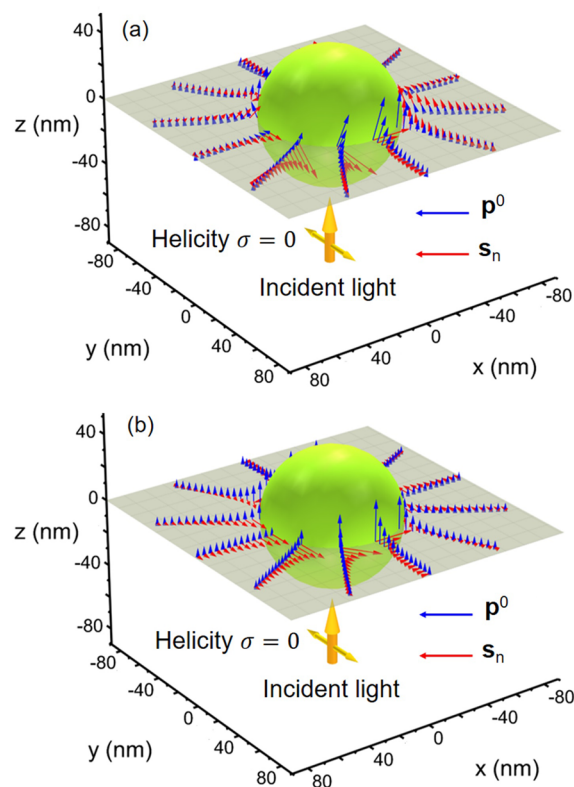 (a)
40
0
z (nm)
-40
-80
p⁰
Helicity σ = 0
sₙ
Incident light
-80
-40
0
y (nm)
40
80
80
40
0
-40
-80
x (nm)
(b)
40
0
z (nm)
-40
-80
p⁰
Helicity σ = 0
sₙ
Incident light
-80
-40
0
y (nm)
40
80
80
40
0
-40
-80
x (nm)